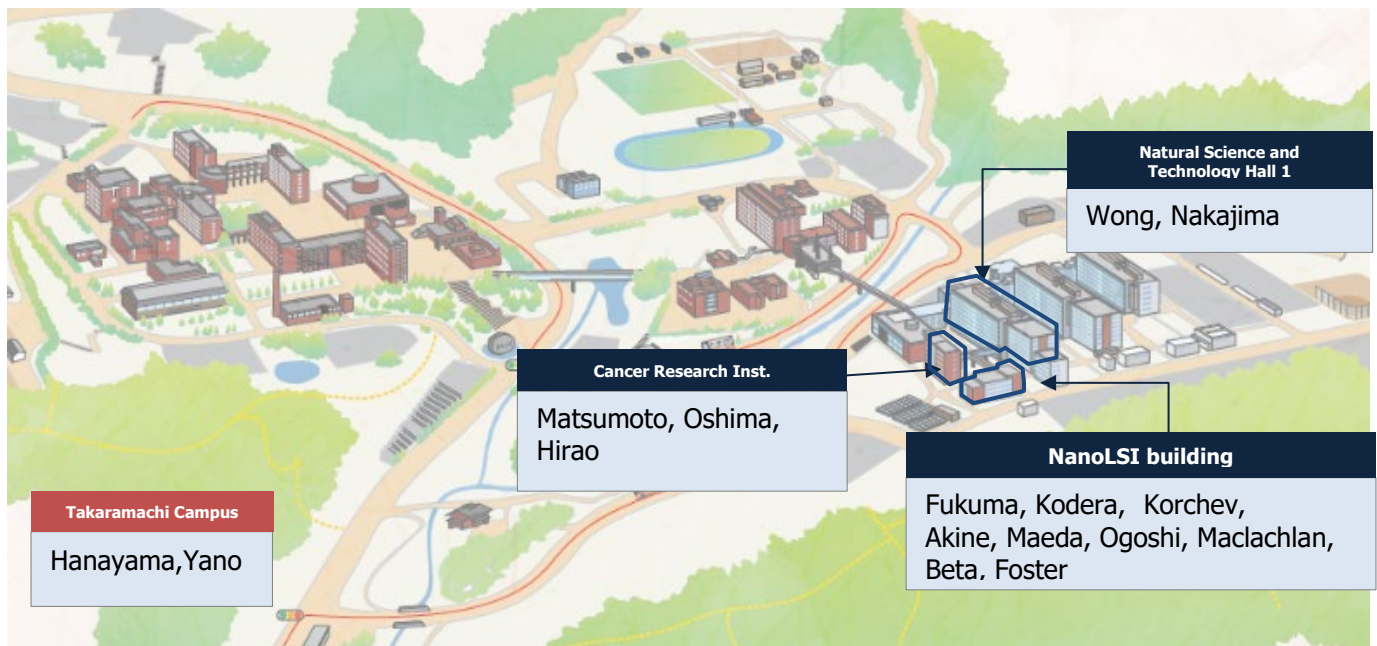 Natural Science and
Technology Hall 1
Wong, Nakajima
Cancer Research Inst.
Matsumoto, Oshima,
Hirao
NanoLSI building
Fukuma, Kodera, Korchev,
Akine, Maeda, Ogoshi, Maclachlan,
Beta, Foster
Takaramachi Campus
Hanayama,Yano